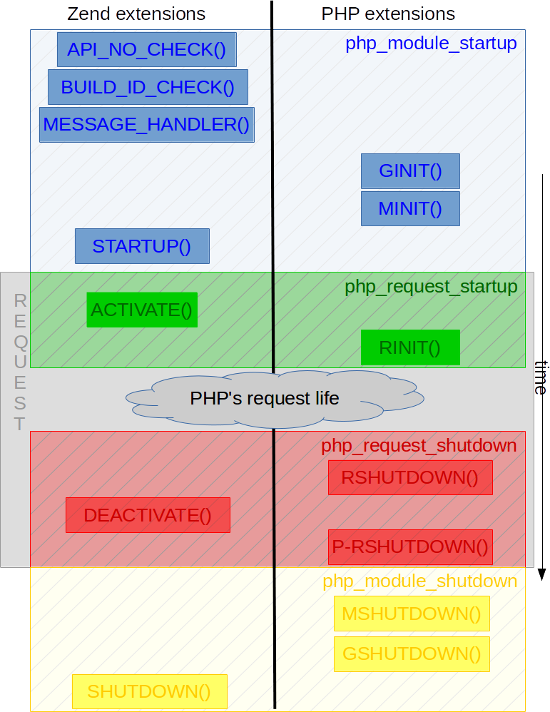 Zend extensions
PHP extensions
php_module_startup
API_NO_CHECK()
BUILD_ID_CHECK()
MESSAGE_HANDLER()
GINIT()
MINIT()
STARTUP()
REQUEST
php_request_startup
ACTIVATE()
RINIT()
time
PHP's request life
php_request_shutdown
RSHUTDOWN()
DEACTIVATE()
P-RSHUTDOWN()
php_module_shutdown
MSHUTDOWN()
GSHUTDOWN()
SHUTDOWN()